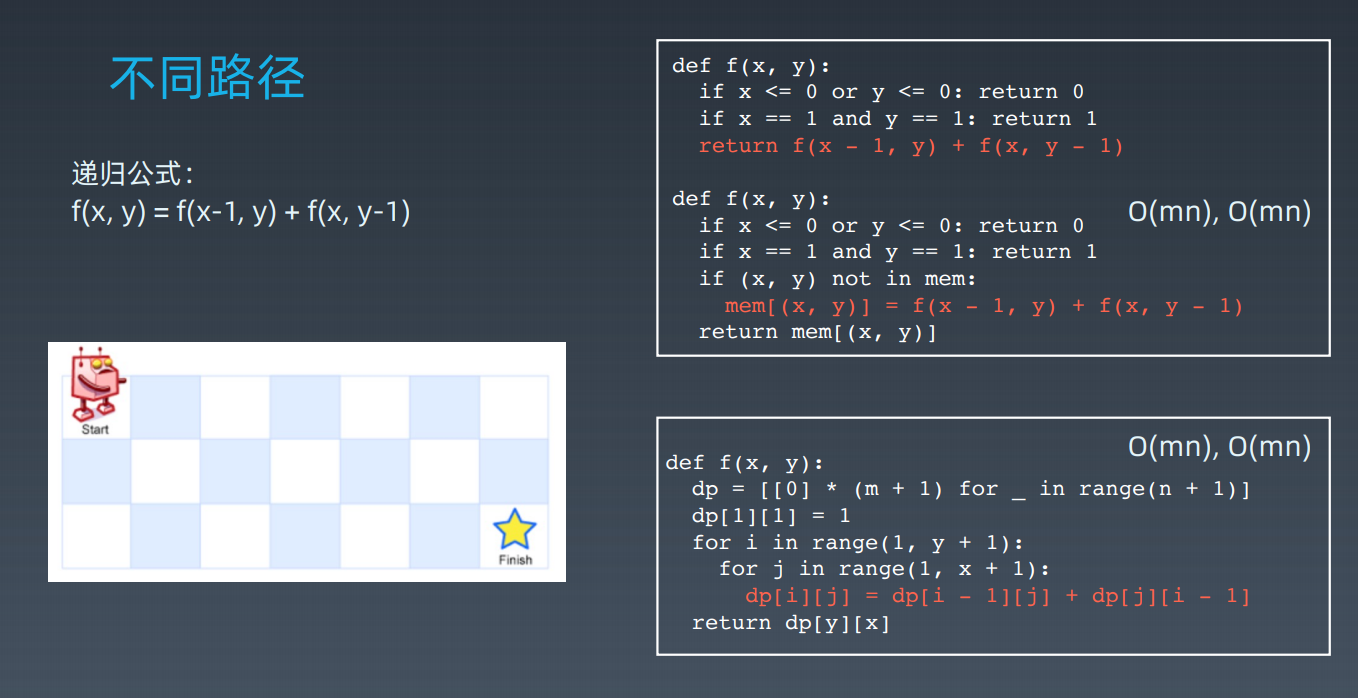 不同路径
递归公式：
f(x, y) = f(x-1, y) + f(x, y-1)
Start
Finish
def f(x, y):
  if x <= 0 or y <= 0: return 0
  if x == 1 and y == 1: return 1
  return f(x - 1, y) + f(x, y - 1)
def f(x, y):
O(mn), O(mn)
  if x <= 0 or y <= 0: return 0
  if x == 1 and y == 1: return 1
  if (x, y) not in mem:
    mem[(x, y)] = f(x - 1, y) + f(x, y - 1)
  return mem[(x, y)]
O(mn), O(mn)
def f(x, y):
  dp = [[0] * (m + 1) for _ in range(n + 1)]
  dp[1][1] = 1
  for i in range(1, y + 1):
    for j in range(1, x + 1):
      dp[i][j] = dp[i - 1][j] + dp[j][i - 1]
  return dp[y][x]